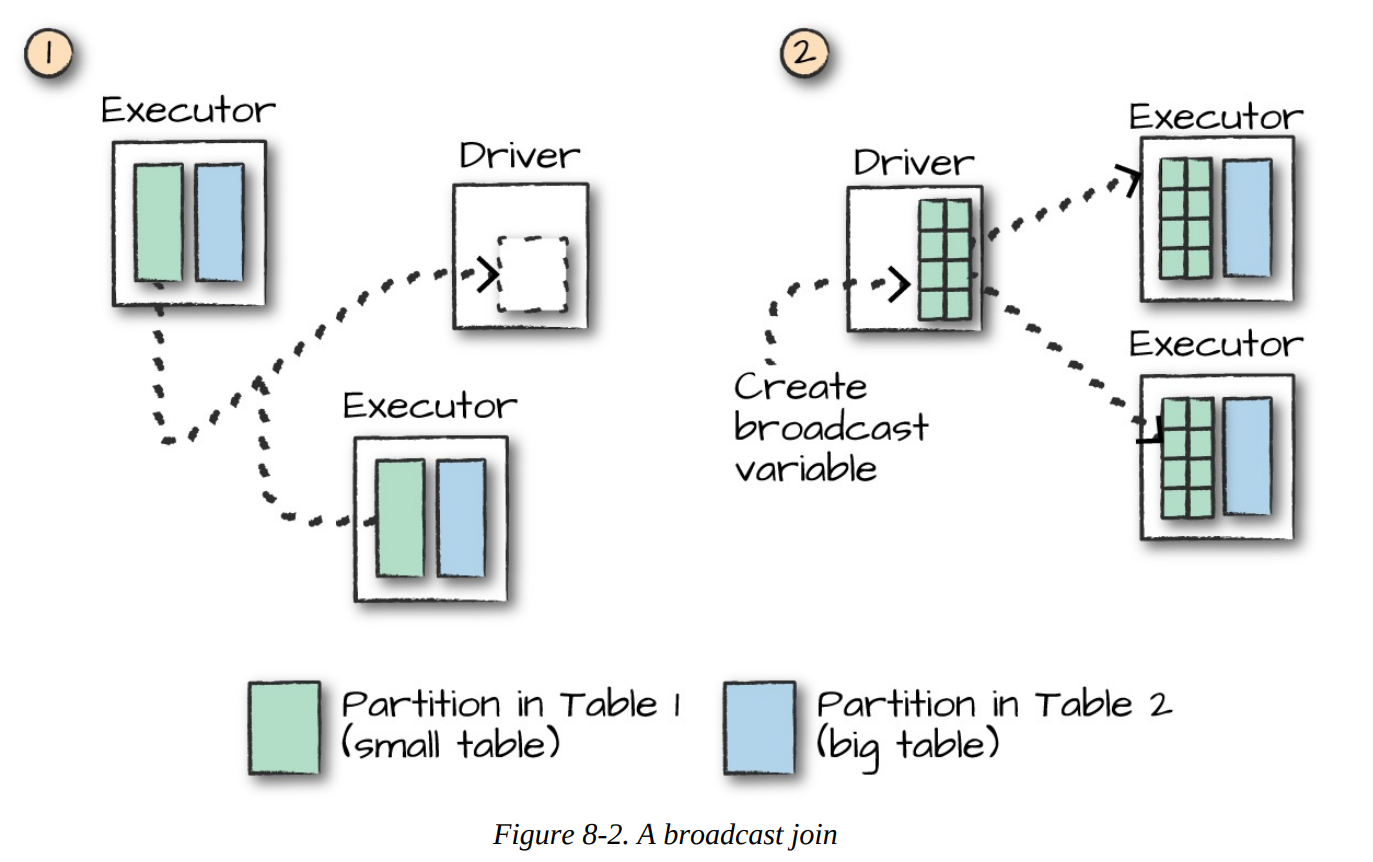 1
2
Executor
Driver
Executor
Driver
Executor
Executor
Create
broadcast
variable
Executor
Partition in Table 1
(small table)
Partition in Table 2
(big table)
Figure 8-2. A broadcast join